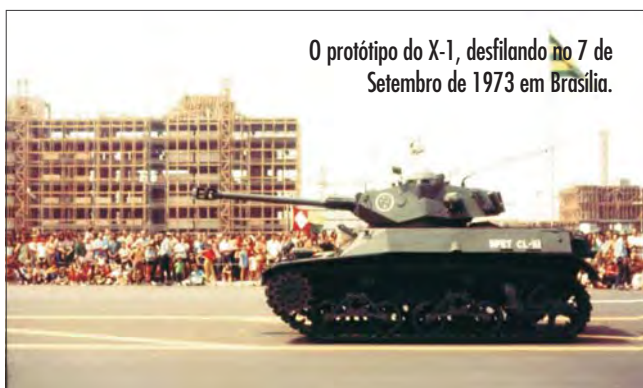 O protótipo do X-1, desfilando no 7 de
Setembro de 1973 em Brasília.